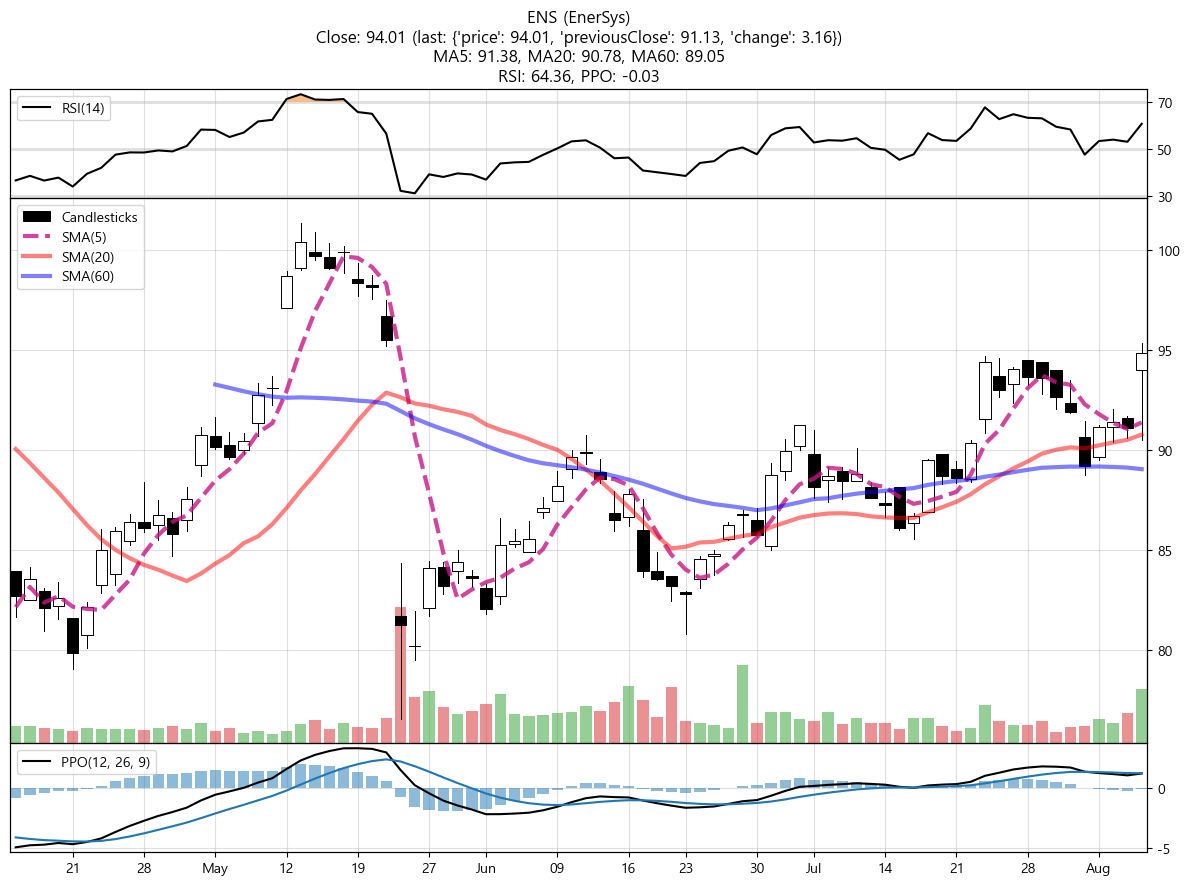 ENS (EnerSys)
Close: 94.01 (last: {'price': 94.01, 'previousClose': 91.13, 'change': 3.16})
MA5: 91.38, MA20: 90.78, MA60: 89.05
RSI: 64.36, PPO: -0.03
RSI(14)
70
50
30
Candlesticks
SMA(5)
SMA(20)
SMA(60)
100
95
90
85
80
PPO(12, 26, 9)
0
-5
21 28 May 12 19 27 Jun 09 16 23 30 Jul 14 21 28 Aug